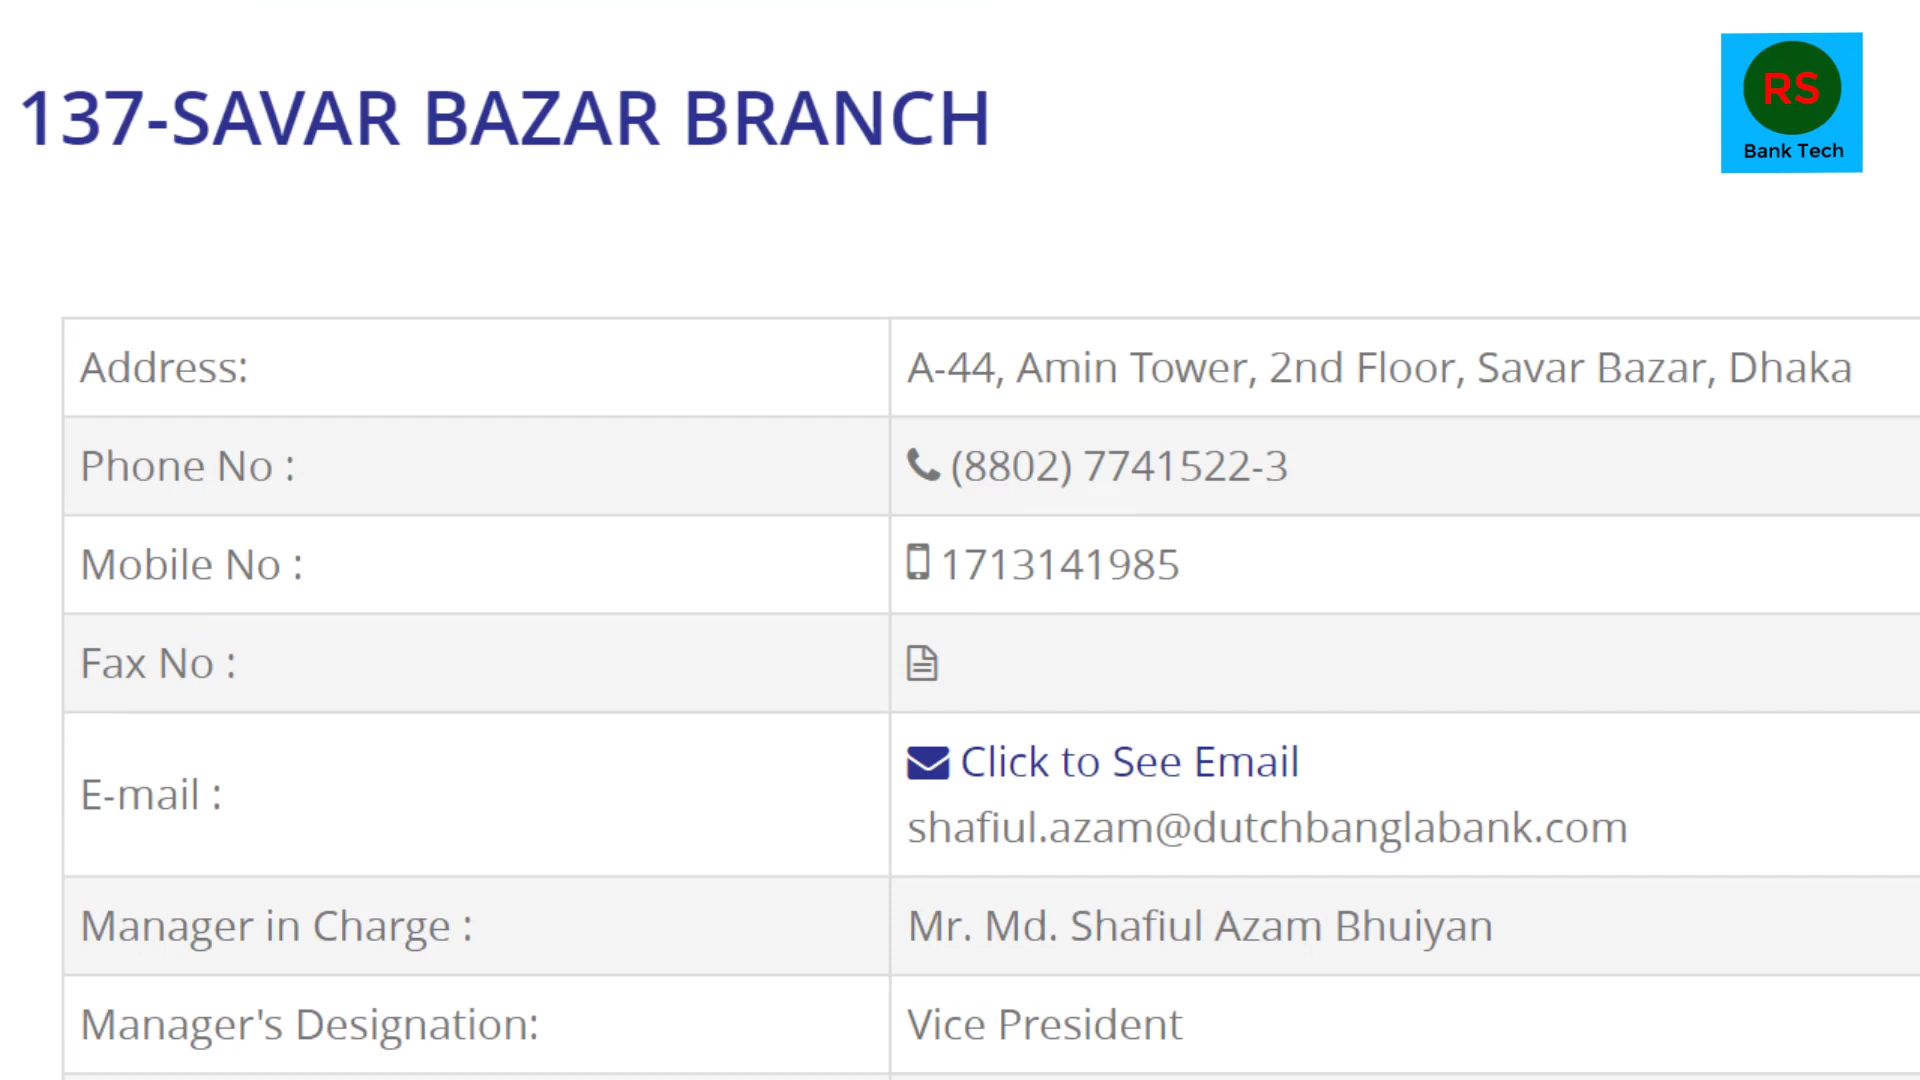 137-SAVAR BAZAR BRANCH
RS
Bank Tech
Address:
A-44, Amin Tower, 2nd Floor, Savar Bazar, Dhaka
Phone No :
(8802) 7741522-3
Mobile No :
1713141985
Fax No :
E-mail :
Click to See Email
shafiul.azam@dutchbanglabank.com
Manager in Charge :
Mr. Md. Shafiul Azam Bhuiyan
Manager's Designation:
Vice President